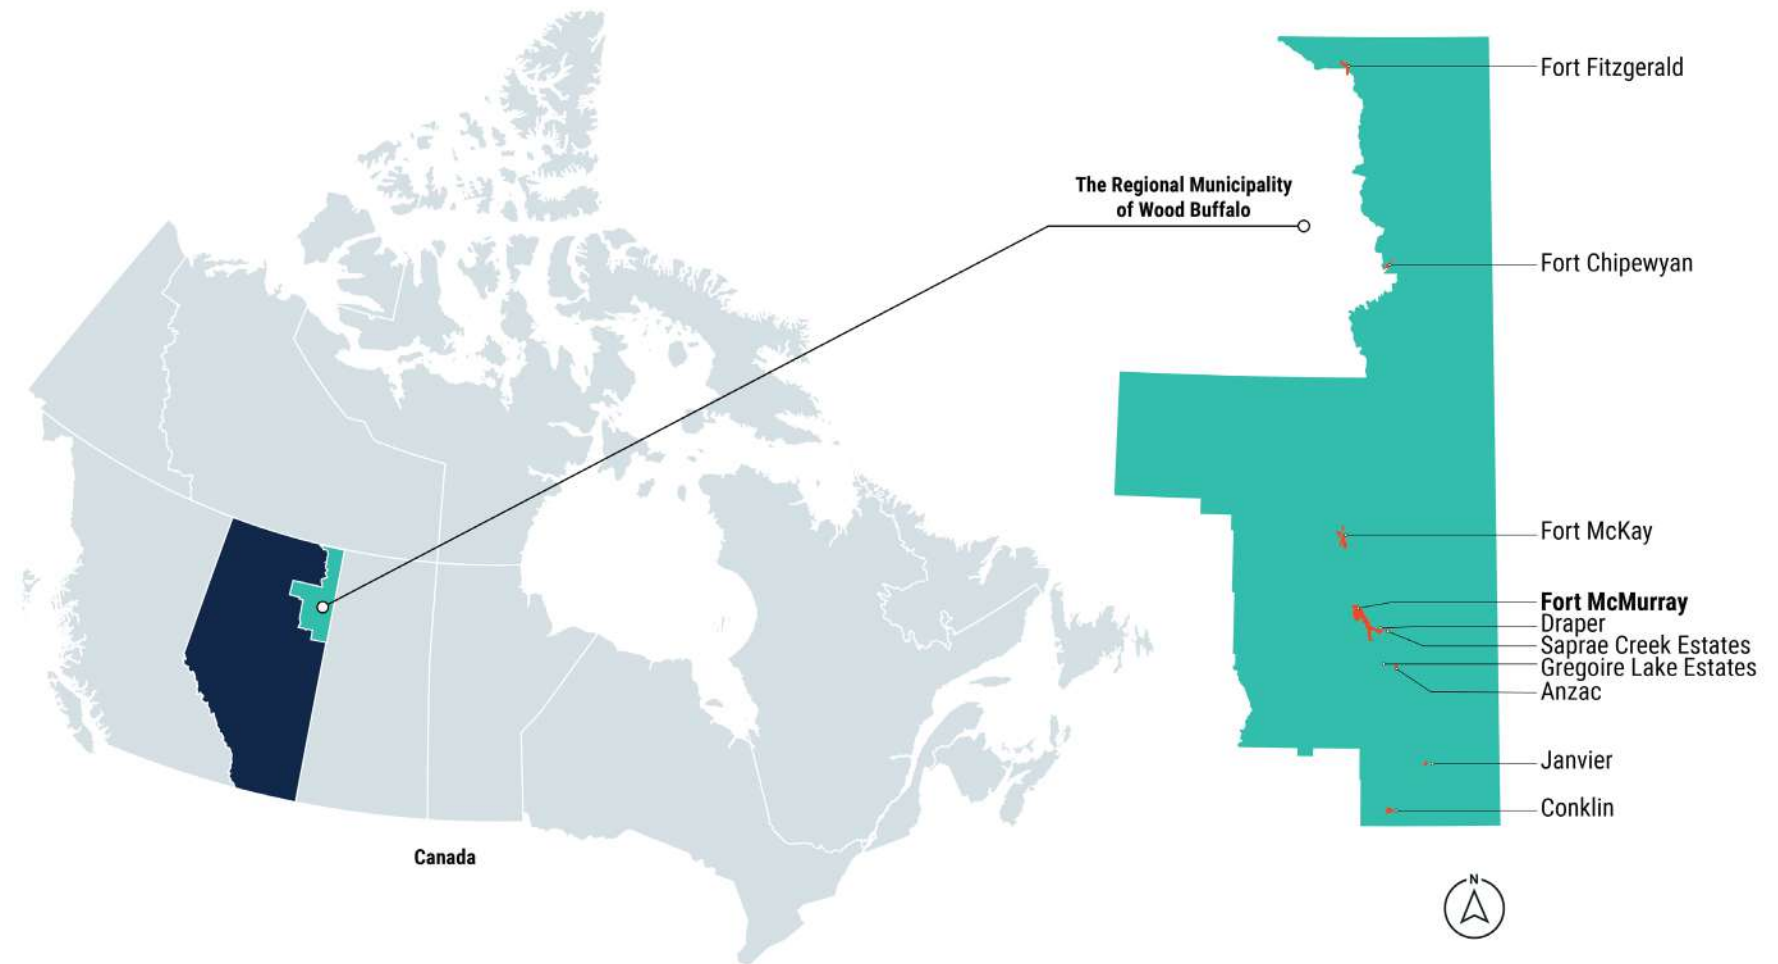 Fort Fitzgerald
The Regional Municipality
of Wood Buffalo
Fort Chipewyan
Fort McKay
Fort McMurray
Draper
Saprae Creek Estates
Gregoire Lake Estates
Anzac
Janvier
Conklin
Canada
N